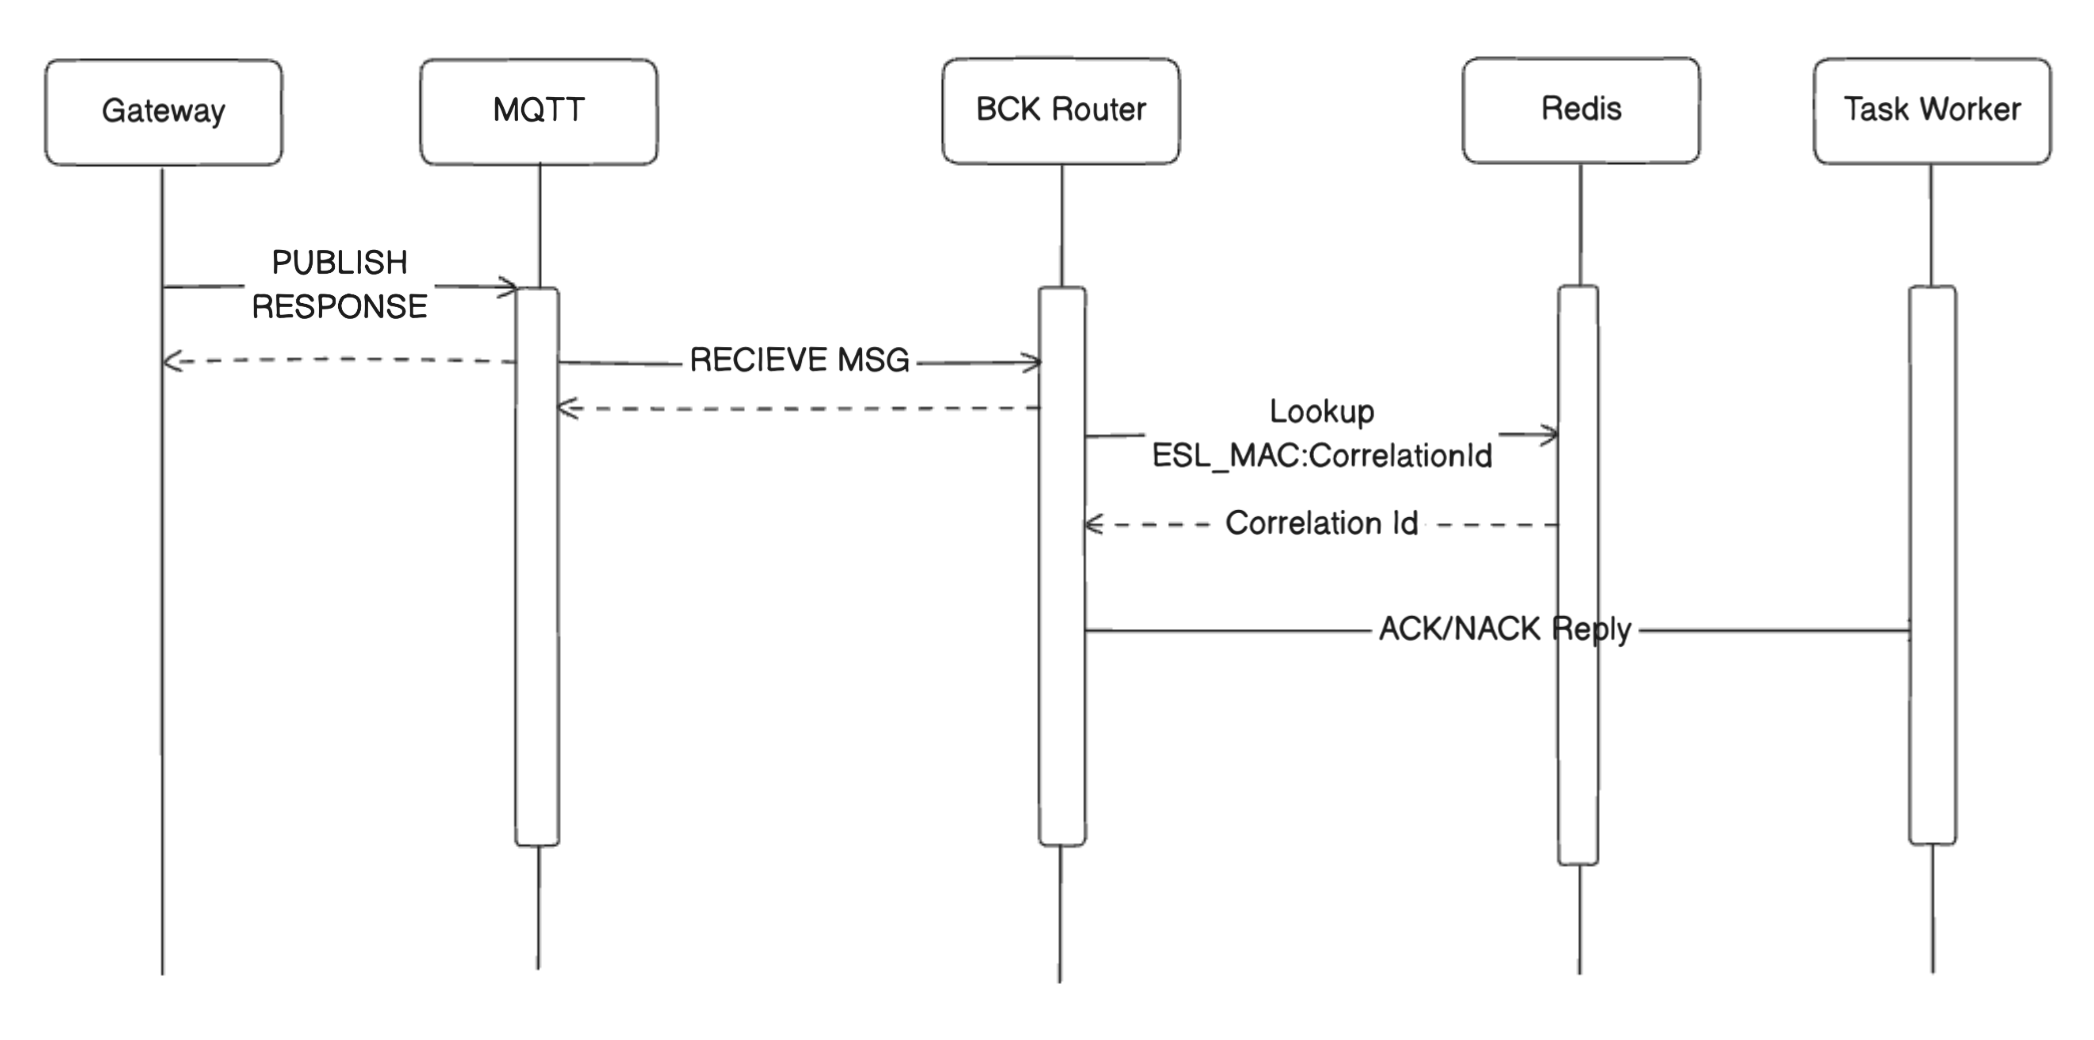 Gateway
MQTT
BCK Router
Redis
Task Worker
PUBLISH
RESPONSE
RECIEVE MSG
Lookup
ESL_MAC:CorrelationId
Correlation Id
ACK/NACK Reply